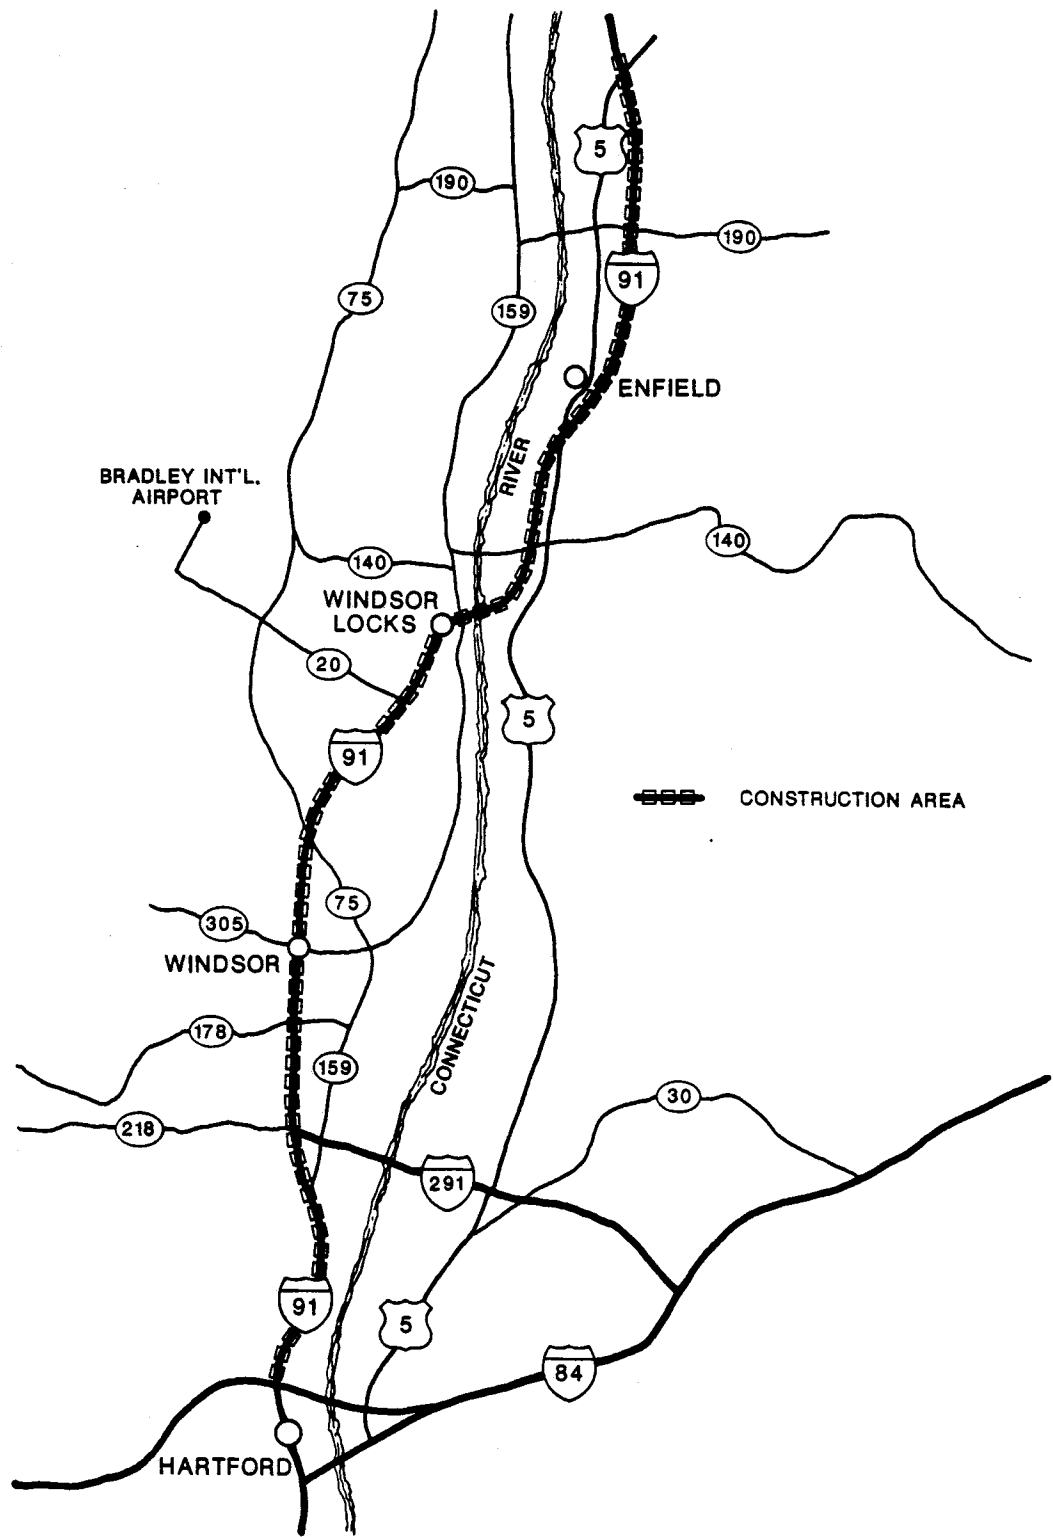 5
190
190
91
75
159
ENFIELD
RIVER
BRADLEY INT'L.
AIRPORT
140
140
WINDSOR
LOCKS
20
5
91
CONSTRUCTION AREA
75
305
WINDSOR
CONNECTICUT
178
159
30
218
291
91
5
84
HARTFORD